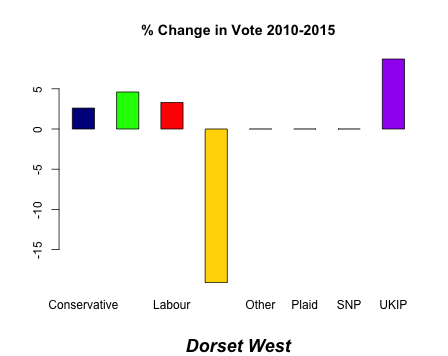 % Change in Vote 2010-2015
5
0
-5
-10
-15
Conservative Labour Other Plaid SNP UKIP
Dorset West